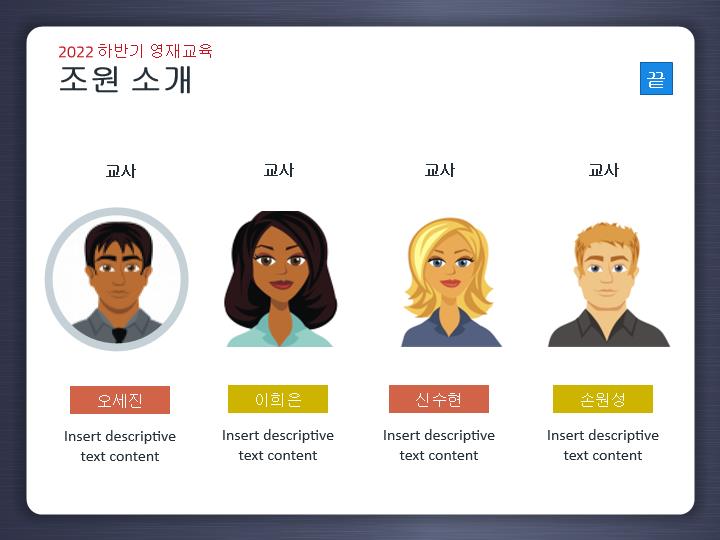 2022 하반기 영재교육
조원 소개
끝
교사
교사
교사
교사
오세진
이희은
신수현
손원성
Insert descriptive
text content
Insert descriptive
text content
Insert descriptive
text content
Insert descriptive
text content